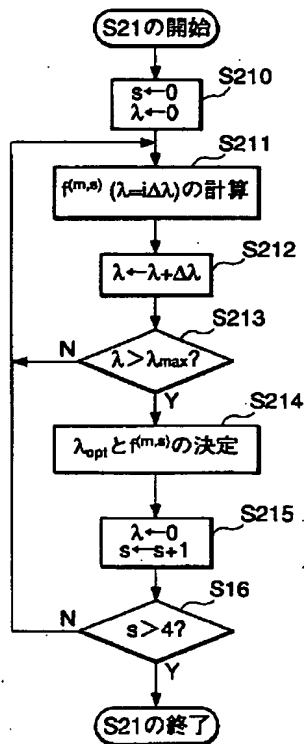 S21の開始
S210
s←0
λ←0
S211
f(m,s) (λ=iΔλ)の計算
S212
λ←λ+Δλ
S213
N
λ>λmax?
Y
S214
λoptとf(m,s)の決定
S215
λ←0
s←s+1
S16
N
s>4?
Y
S21の終了